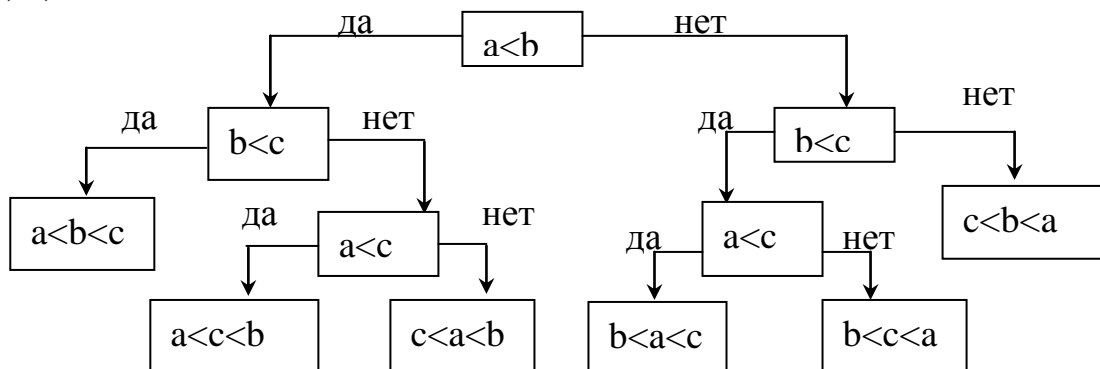 да a<b нет
да b<c нет да b<c нет
a<b<c да a<c нет да a<c нет c<b<a
a<c<b c<a<b b<a<c b<c<a